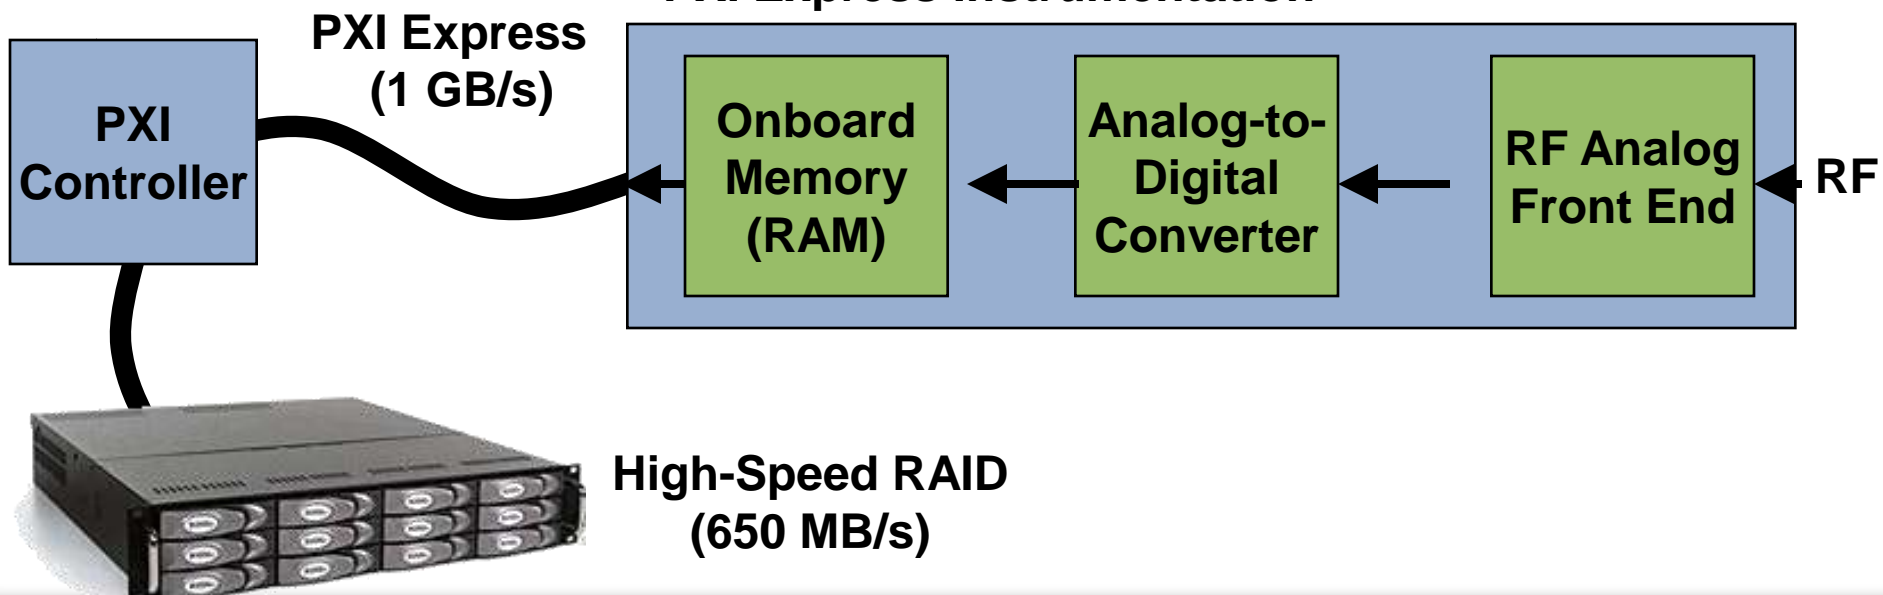 PXI Express
(1 GB/s)
PXI
Controller
Onboard
Memory
(RAM)
Analog-to-
Digital
Converter
RF Analog
Front End
RF
High-Speed RAID
(650 MB/s)